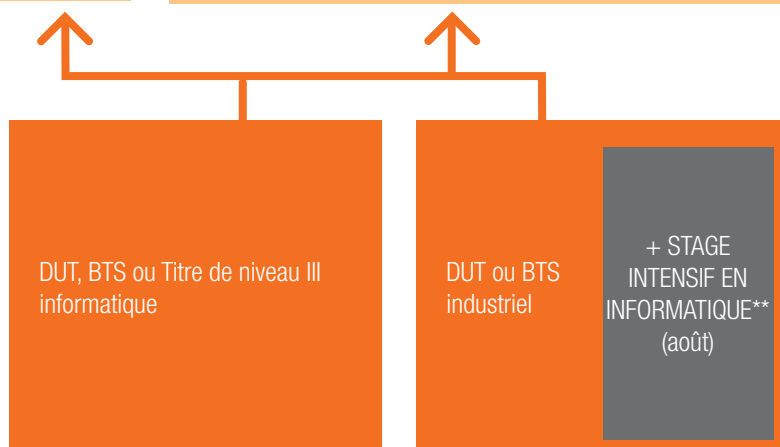 DUT, BTS ou Titre de niveau III
informatique
DUT ou BTS
industriel
+ STAGE
INTENSIF EN
INFORMATIQUE**
(août)